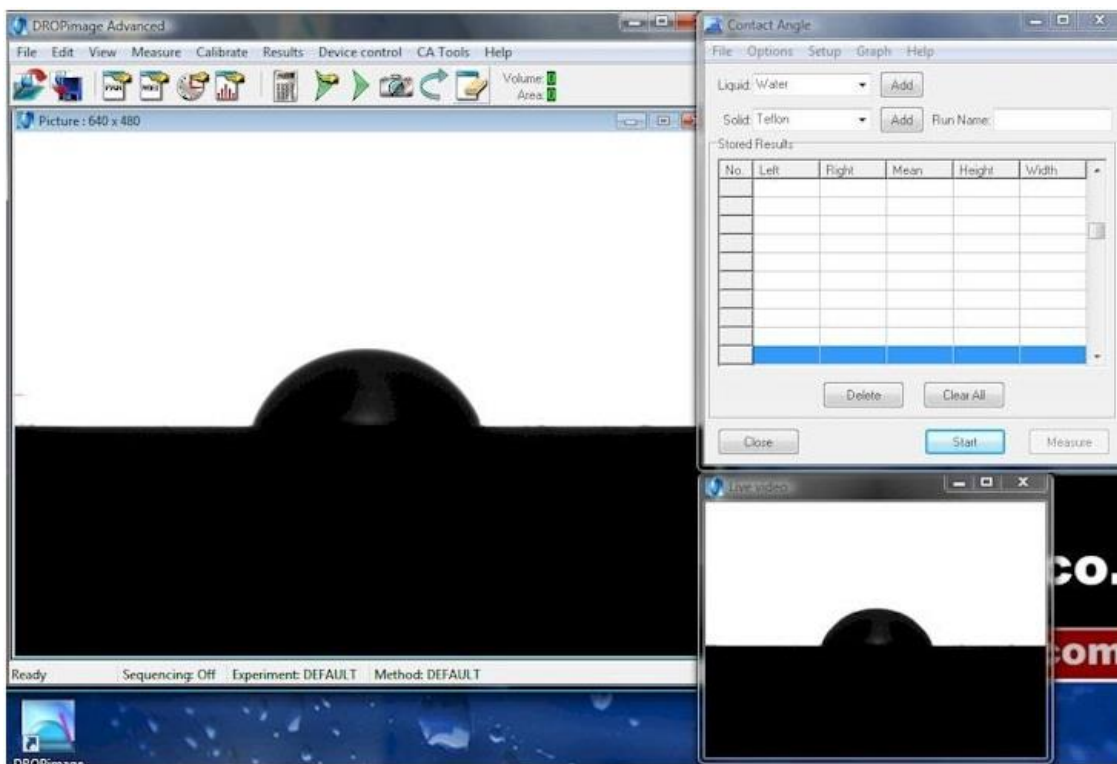 DROPimage Advanced
File Edit View Measure Calibrate Results Device control CA Tools Help
Volume: 0
Area: 0
Picture : 640 x 480
Ready Sequencing: Off Experiment: DEFAULT Method: DEFAULT
Contact Angle
File Options Setup Graph Help
Liquid: Water Add
Solid: Teflon Add Run Name:
Stored Results
No. Left Right Mean Height Width
Delete Clear All
Close Start Measure
Live video
co.
com
DROPimage